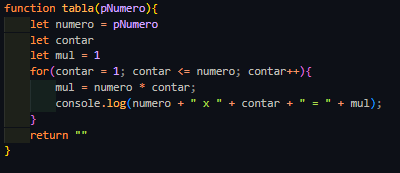 function tabla(pNumero){
    let numero = pNumero
    let contar
    let mul = 1
    for(contar = 1; contar <= numero; contar++){
        mul = numero * contar;
        console.log(numero + " x " + contar + " = " + mul);
    }
    return ""
}